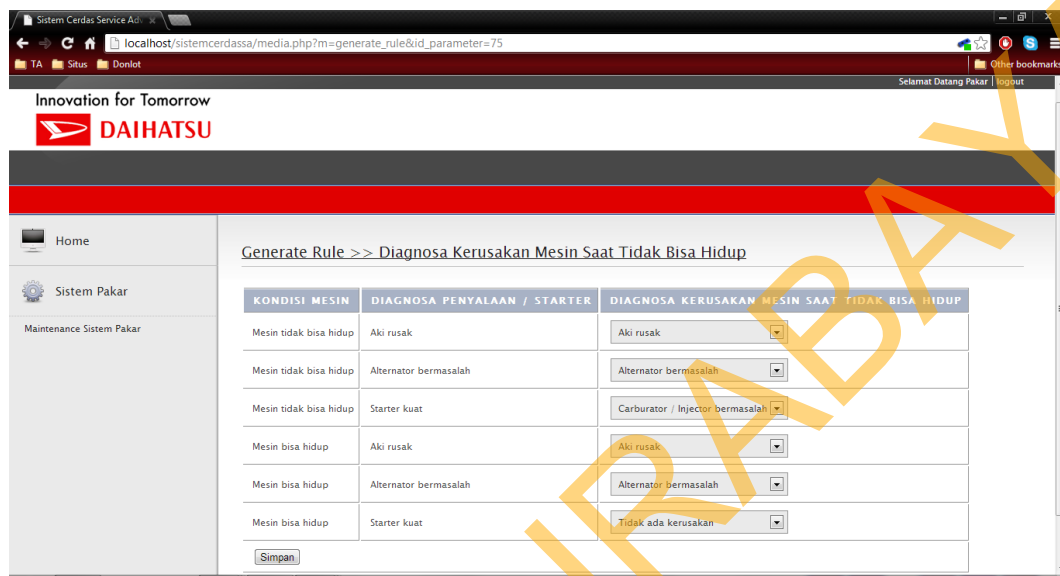 Sistem Cerdas Service Adv
localhost/sistemcerdassa/media.php?m=generate_rule&id_parameter=75
TA Situs Donlot Other bookmarks
Selamat Datang Pakar | logout
Innovation for Tomorrow
DAIHATSU
Home
Sistem Pakar
Maintenance Sistem Pakar
Generate Rule >> Diagnosa Kerusakan Mesin Saat Tidak Bisa Hidup
KONDISI MESIN DIAGNOSA PENYALAAN / STARTER DIAGNOSA KERUSAKAN MESIN SAAT TIDAK BISA HIDUP
Mesin tidak bisa hidup Aki rusak Aki rusak
Mesin tidak bisa hidup Alternator bermasalah Alternator bermasalah
Mesin tidak bisa hidup Starter kuat Carburator / Injector bermasalah
Mesin bisa hidup Aki rusak Aki rusak
Mesin bisa hidup Alternator bermasalah Alternator bermasalah
Mesin bisa hidup Starter kuat Tidak ada kerusakan
Simpan
RABAY